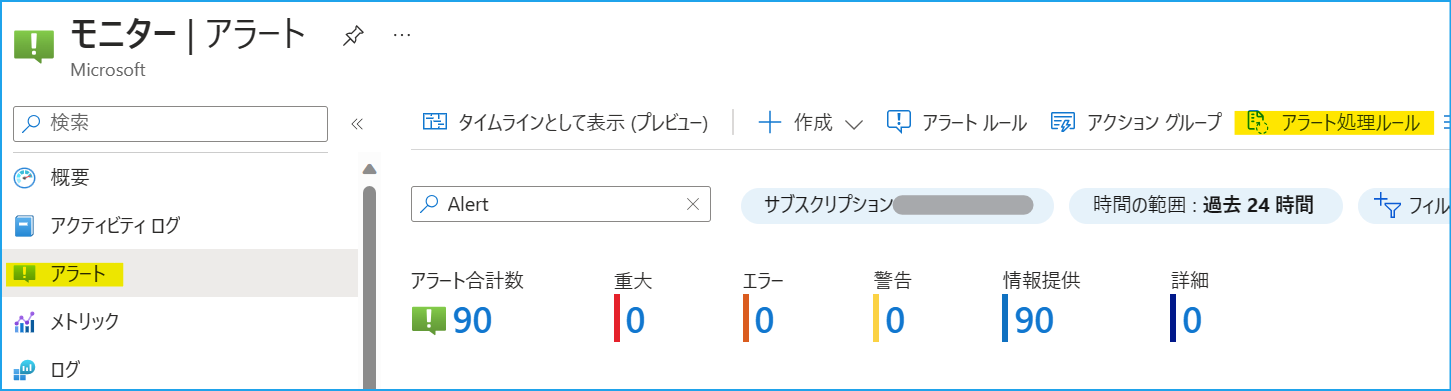 モニター | アラート
Microsoft
検索
概要
アクティビティ ログ
アラート
メトリック
ログ
タイムラインとして表示 (プレビュー) 作成 アラート ルール アクション グループ アラート処理ルール
Alert サブスクリプション 時間の範囲 : 過去 24 時間 フィル
アラート合計数 重大 エラー 警告 情報提供 詳細
90 0 0 0 90 0